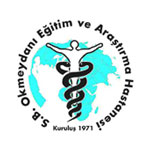 S.B. Okmeydanı Eğitim ve Araştırma Hastanesi
Kuruluş 1971